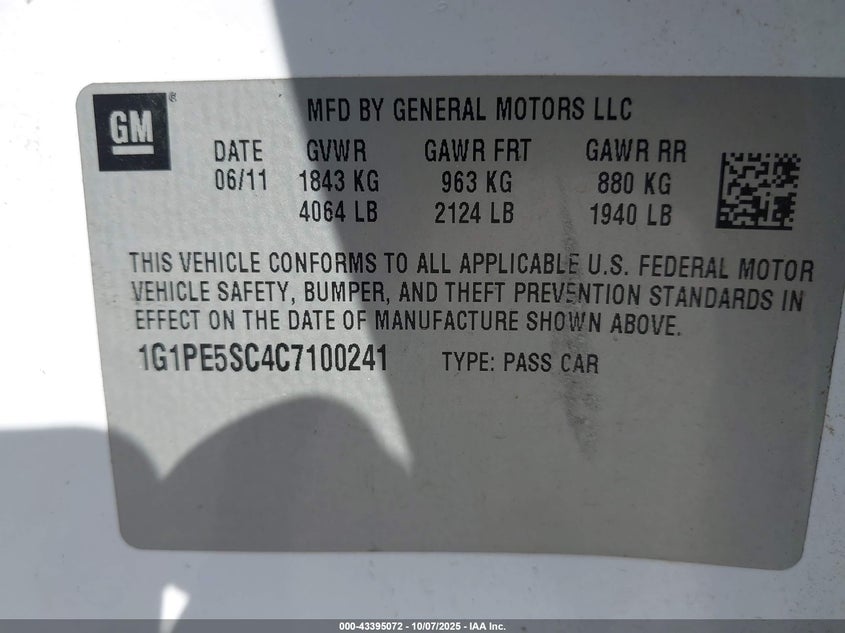 GM®
MFD BY GENERAL MOTORS LLC
DATE GVWR GAWR FRT GAWR RR
06/11 1843 KG 963 KG 880 KG
4064 LB 2124 LB 1940 LB
THIS VEHICLE CONFORMS TO ALL APPLICABLE U.S. FEDERAL MOTOR
VEHICLE SAFETY, BUMPER, AND THEFT PREVENTION STANDARDS IN
EFFECT ON THE DATE OF MANUFACTURE SHOWN ABOVE.
1G1PE5SC4C7100241 TYPE: PASS CAR
000-43395072 - 10/07/2025 - IAA Inc.